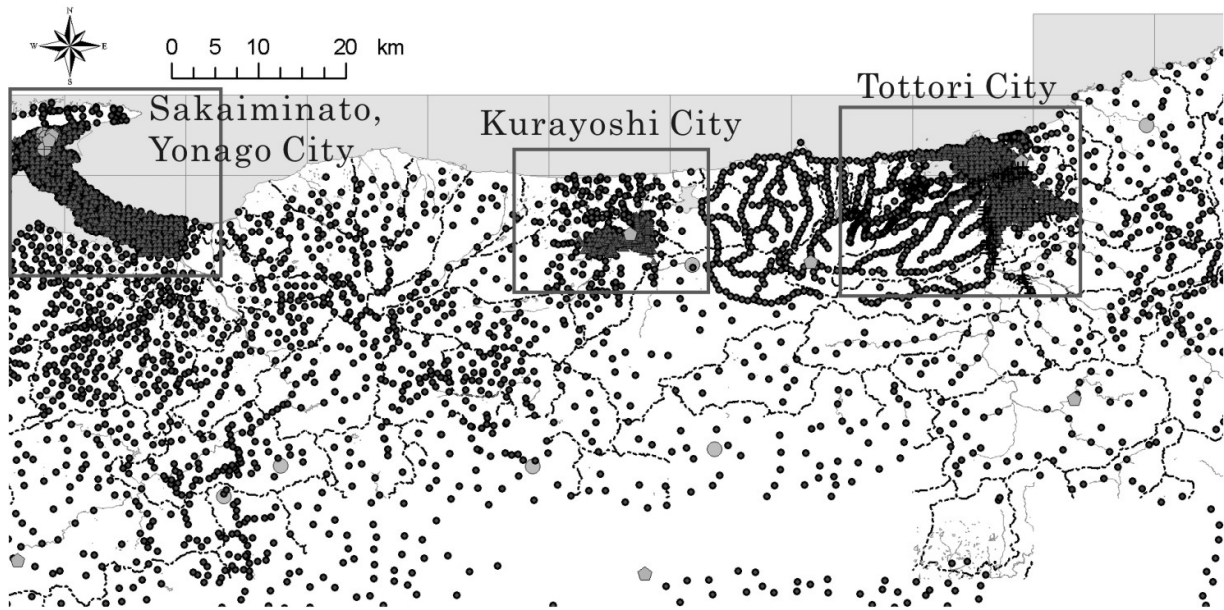 N
W E
S
0 5 10 20 km
Sakaiminato,
Yonago City
Kurayoshi City
Tottori City